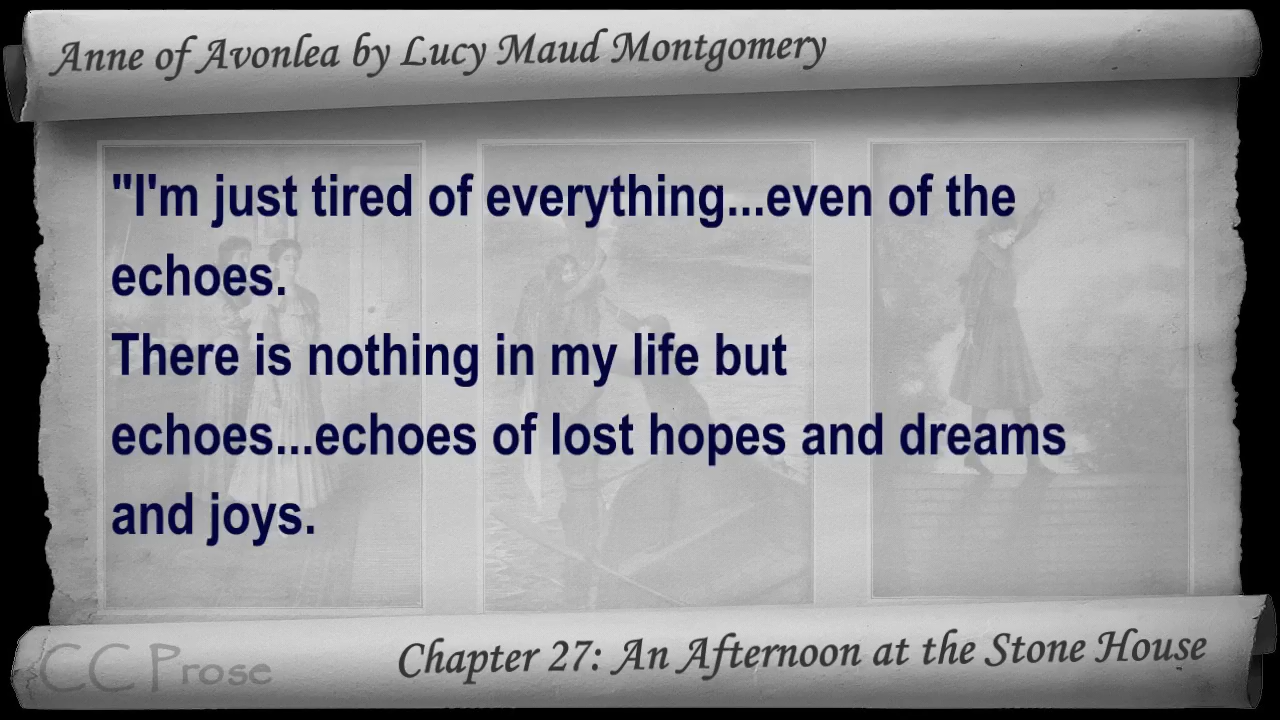 Anne of Avonlea by Lucy Maud Montgomery
"I'm just tired of everything...even of the
echoes.
There is nothing in my life but
echoes...echoes of lost hopes and dreams
and joys.
CC Prose
Chapter 27: An Afternoon at the Stone House